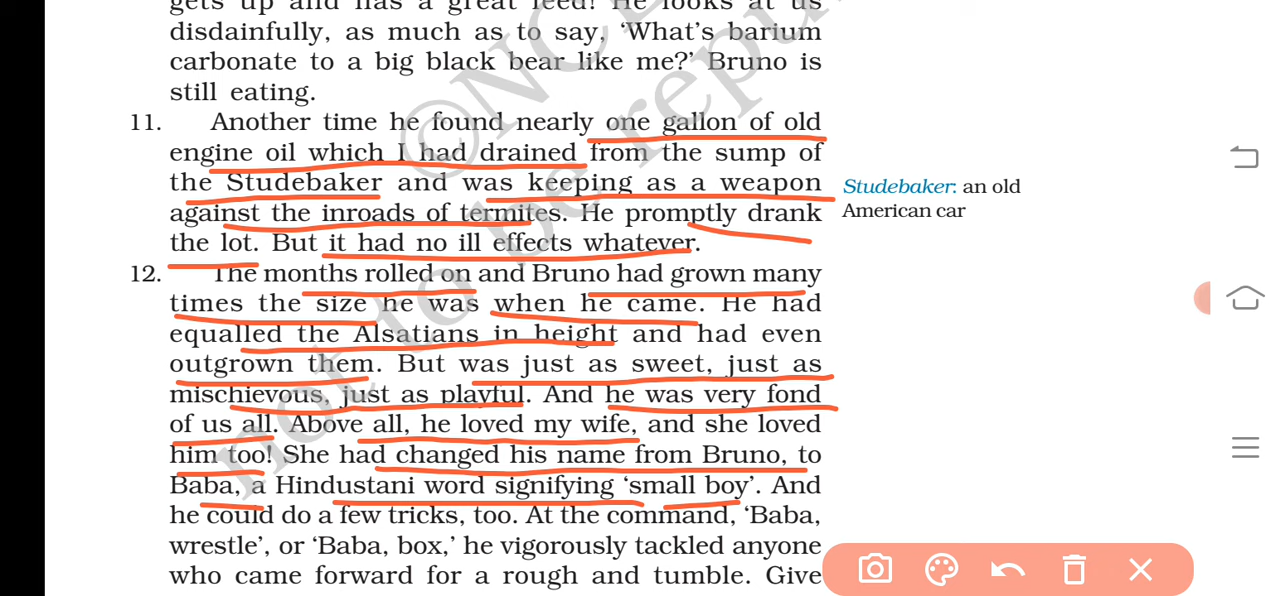 gets up and has a great feed! He looks at us
disdainfully, as much as to say, ‘What’s barium
carbonate to a big black bear like me?’ Bruno is
still eating.
11. Another time he found nearly one gallon of old
engine oil which I had drained from the sump of
the Studebaker and was keeping as a weapon
against the inroads of termites. He promptly drank
the lot. But it had no ill effects whatever.
Studebaker: an old
American car
12. The months rolled on and Bruno had grown many
times the size he was when he came. He had
equalled the Alsatians in height and had even
outgrown them. But was just as sweet, just as
mischievous, just as playful. And he was very fond
of us all. Above all, he loved my wife, and she loved
him too! She had changed his name from Bruno, to
Baba, a Hindustani word signifying ‘small boy’. And
he could do a few tricks, too. At the command, ‘Baba,
wrestle’, or ‘Baba, box,’ he vigorously tackled anyone
who came forward for a rough and tumble. Give
not to be repu